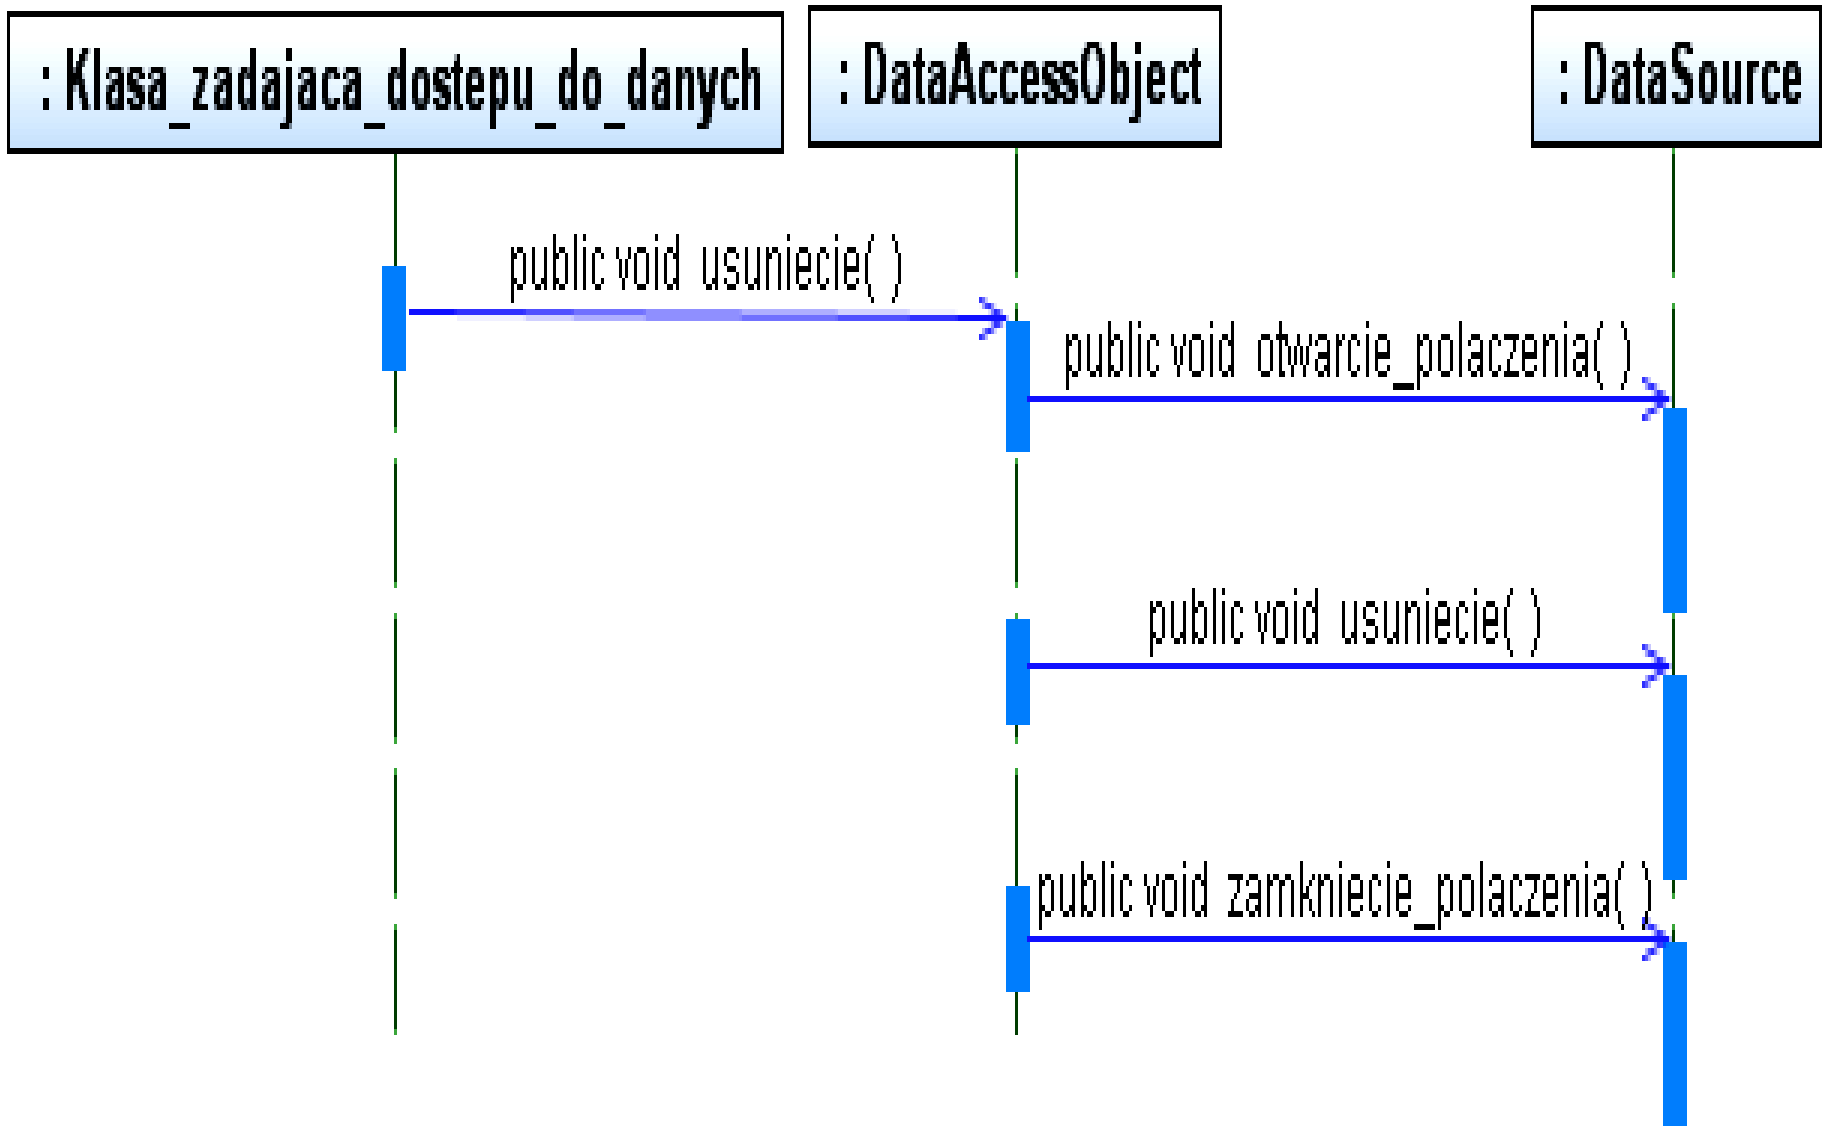 : Klasa_zadajaca_dostepu_do_danych
: DataAccessObject
: DataSource
public void usuniecie( )
public void otwarcie_polaczenia( )
public void usuniecie( )
public void zamkniecie_polaczenia( )